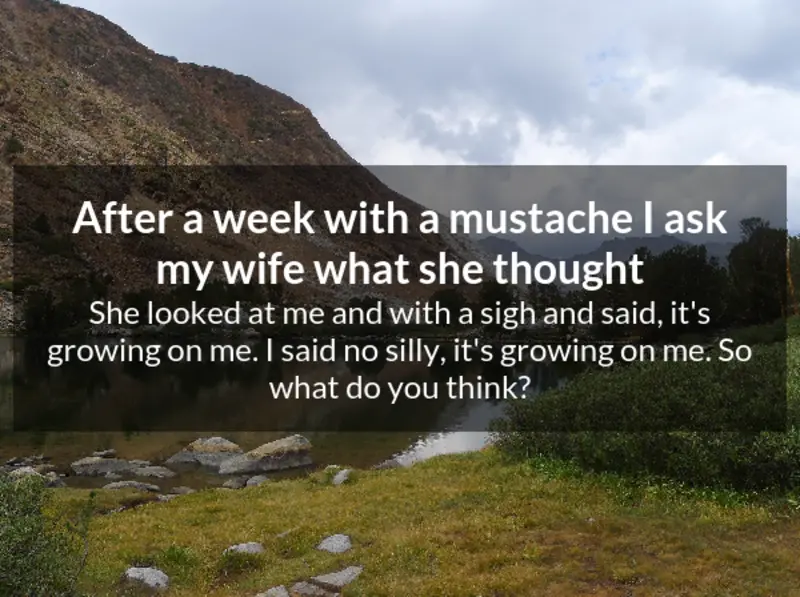 After a week with a mustache I ask
my wife what she thought
She looked at me and with a sigh and said, it's
growing on me. I said no silly, it's growing on me. So
what do you think?